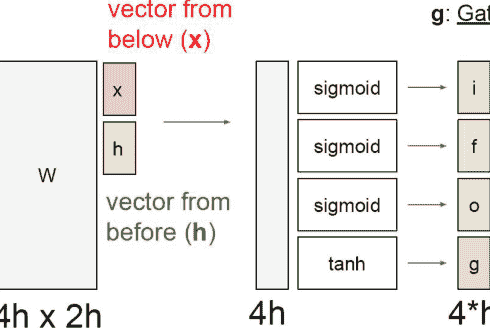 vector from
below (x)
g: Gat
x
h
W
vector from
before (h)
sigmoid
sigmoid
sigmoid
tanh
i
f
o
g
4h x 2h
4h
4*h